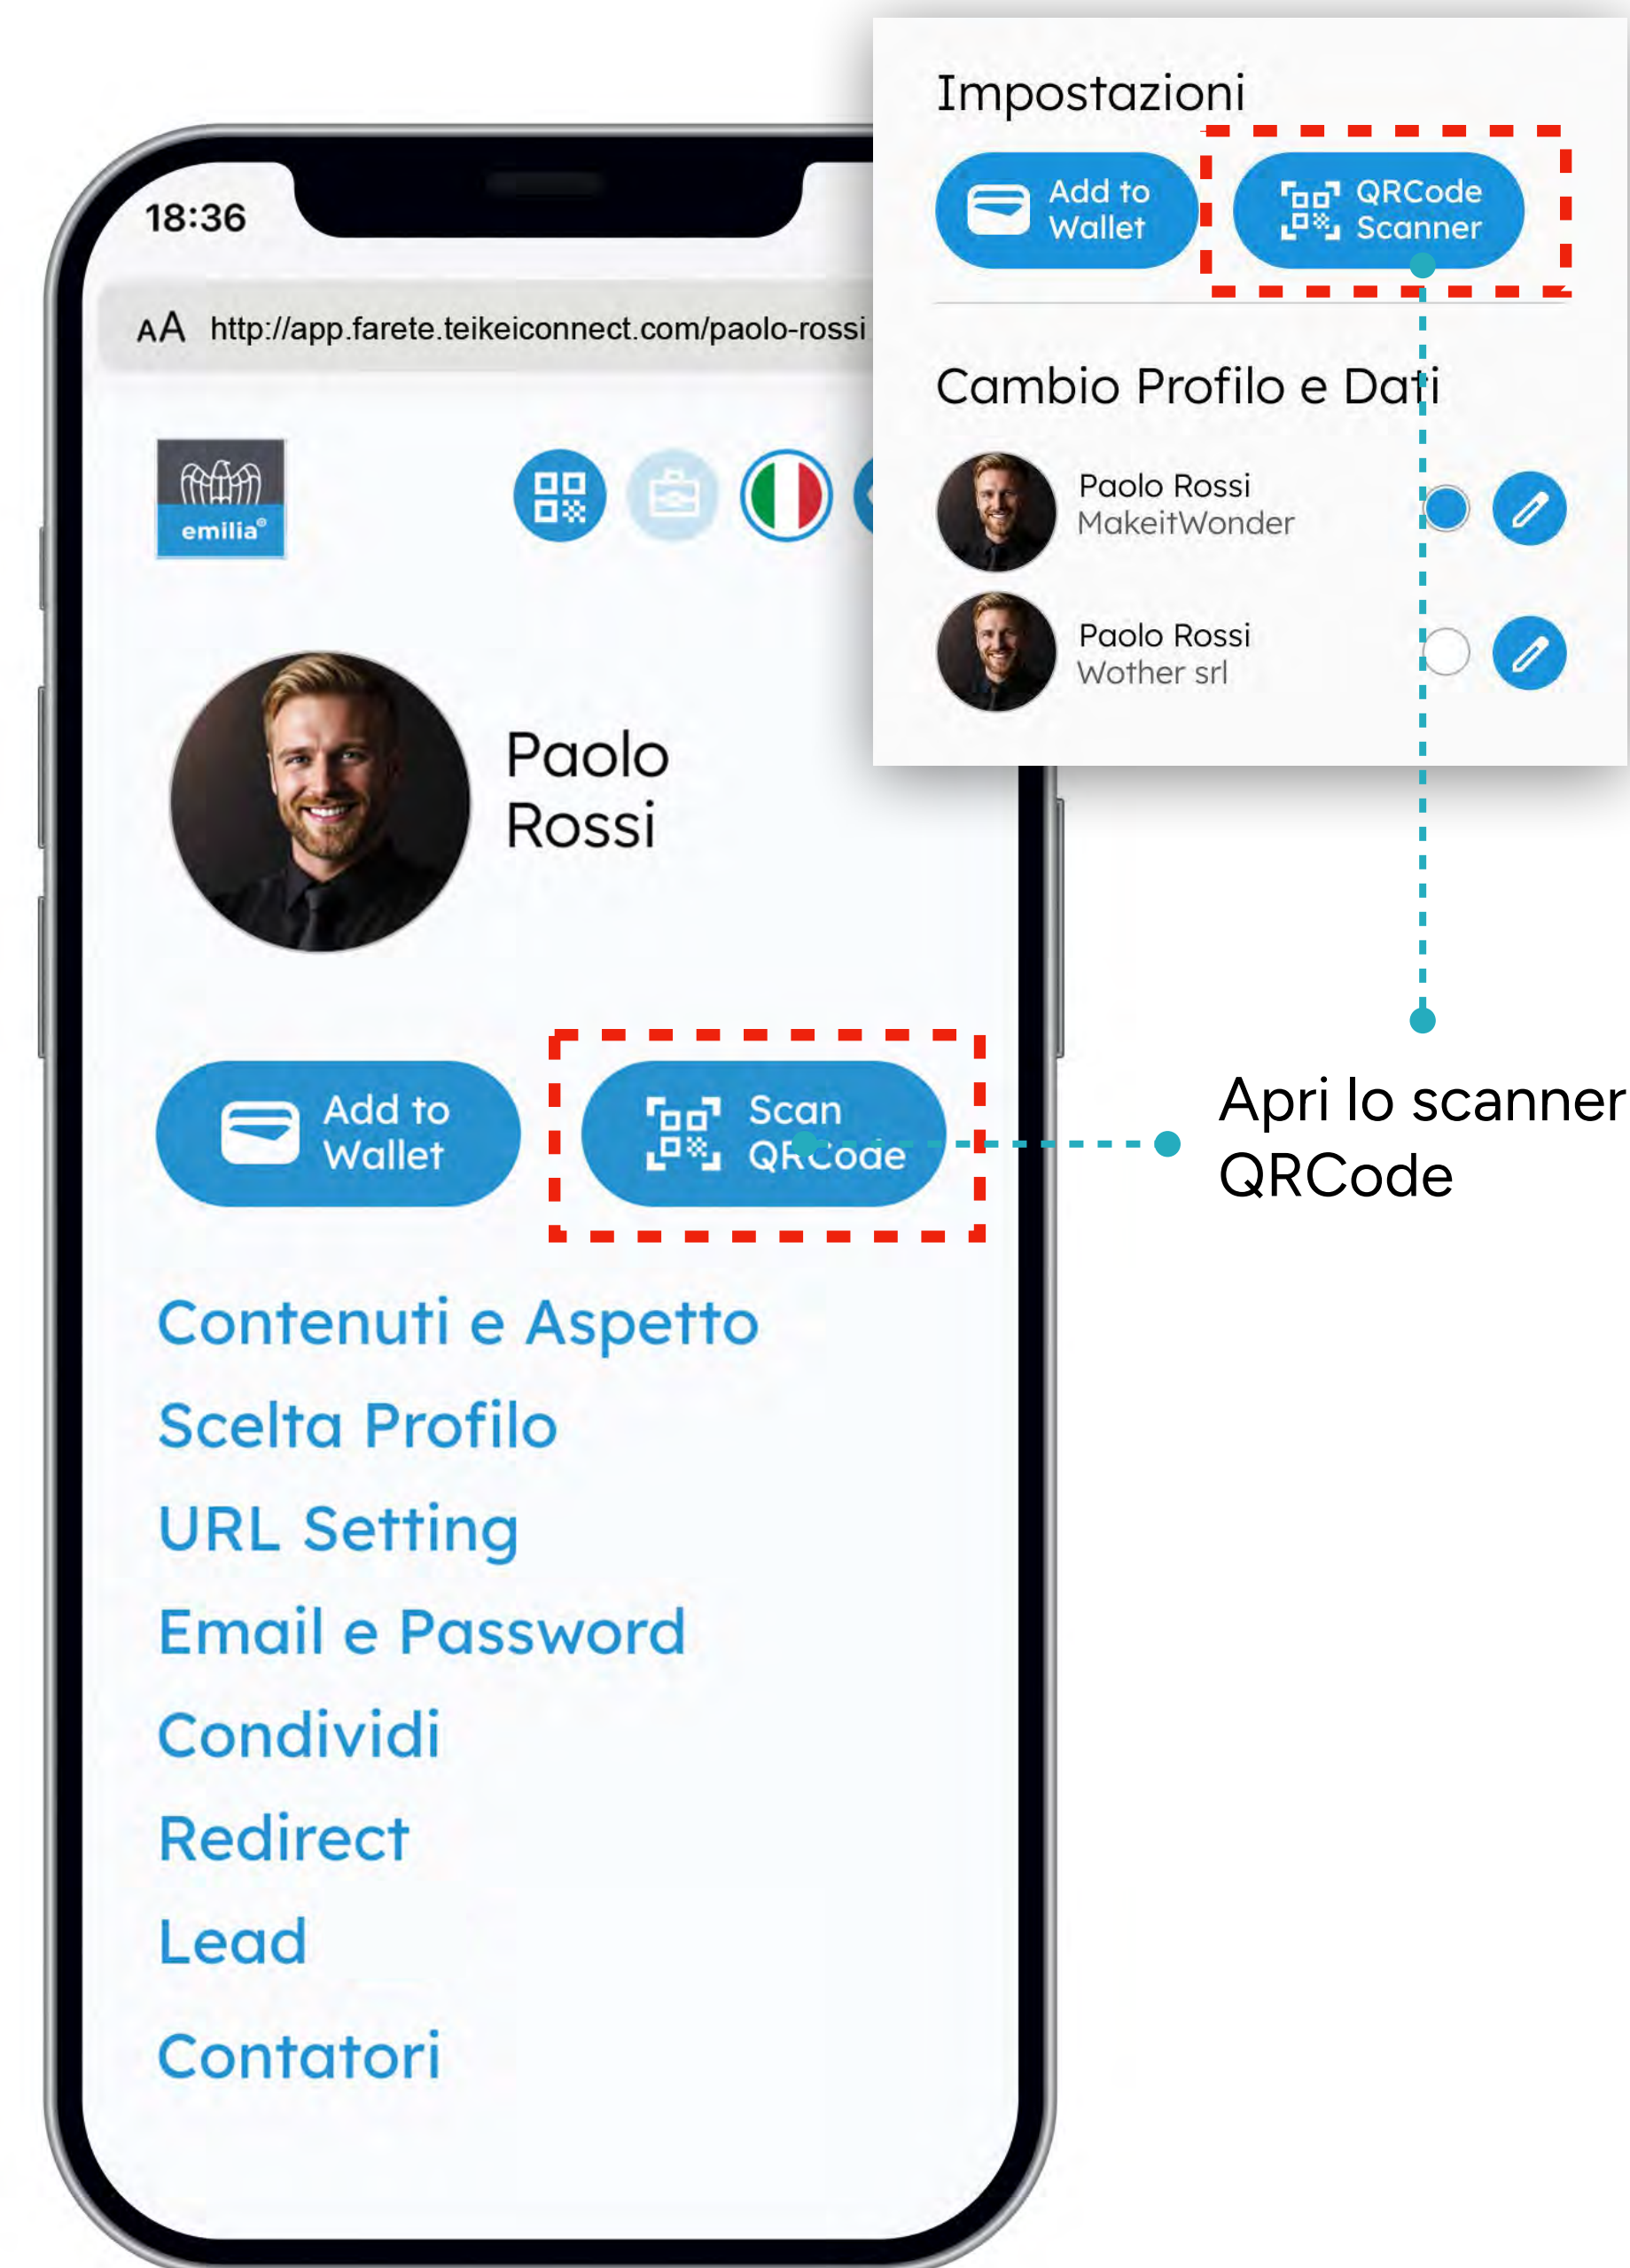 Impostazioni
Add to
Wallet
QRCode
Scanner
Cambio Profilo e Dati
Paolo Rossi
MakeitWonder
Paolo Rossi
Wother srl
18:36
AA http://app.farete.teikeiconnect.com/paolo-rossi
emilia®
Paolo
Rossi
Add to
Wallet
Scan
QRCode
Apri lo scanner
QRCode
Contenuti e Aspetto
Scelta Profilo
URL Setting
Email e Password
Condividi
Redirect
Lead
Contatori